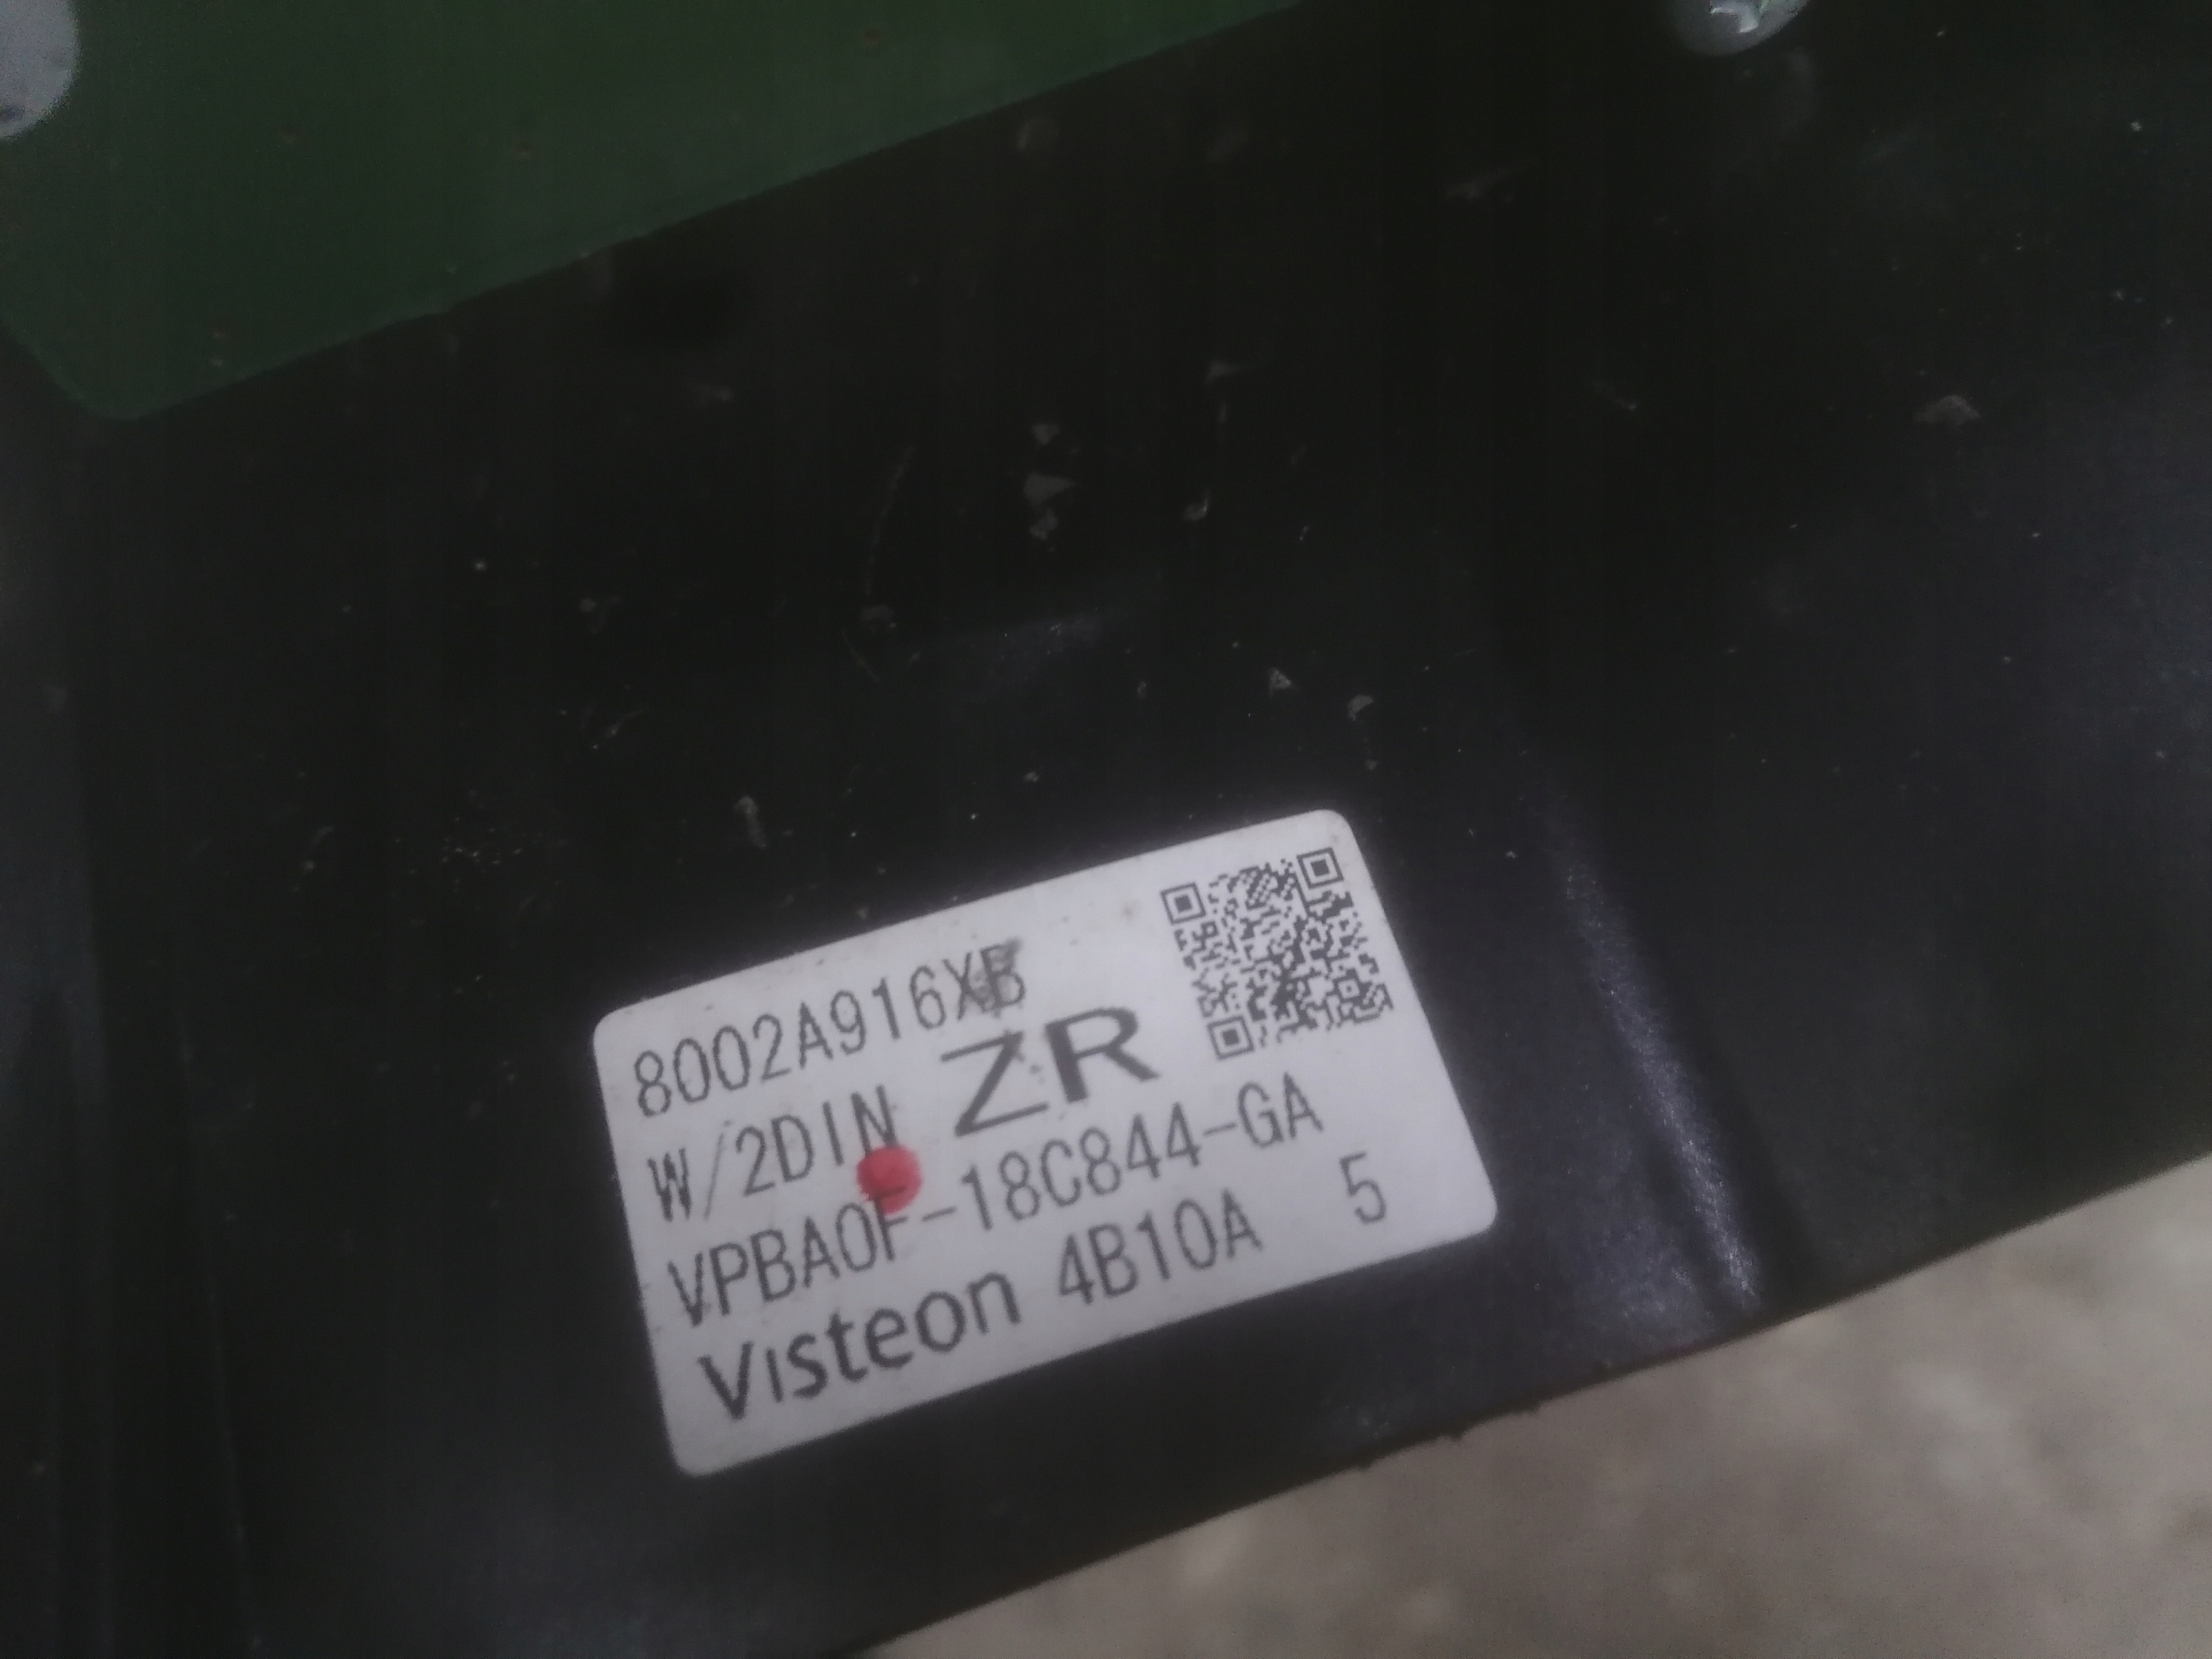 8002A916XB
W/2DIN ZR
VPBA0F-18C844-GA
Visteon 4B10A 5